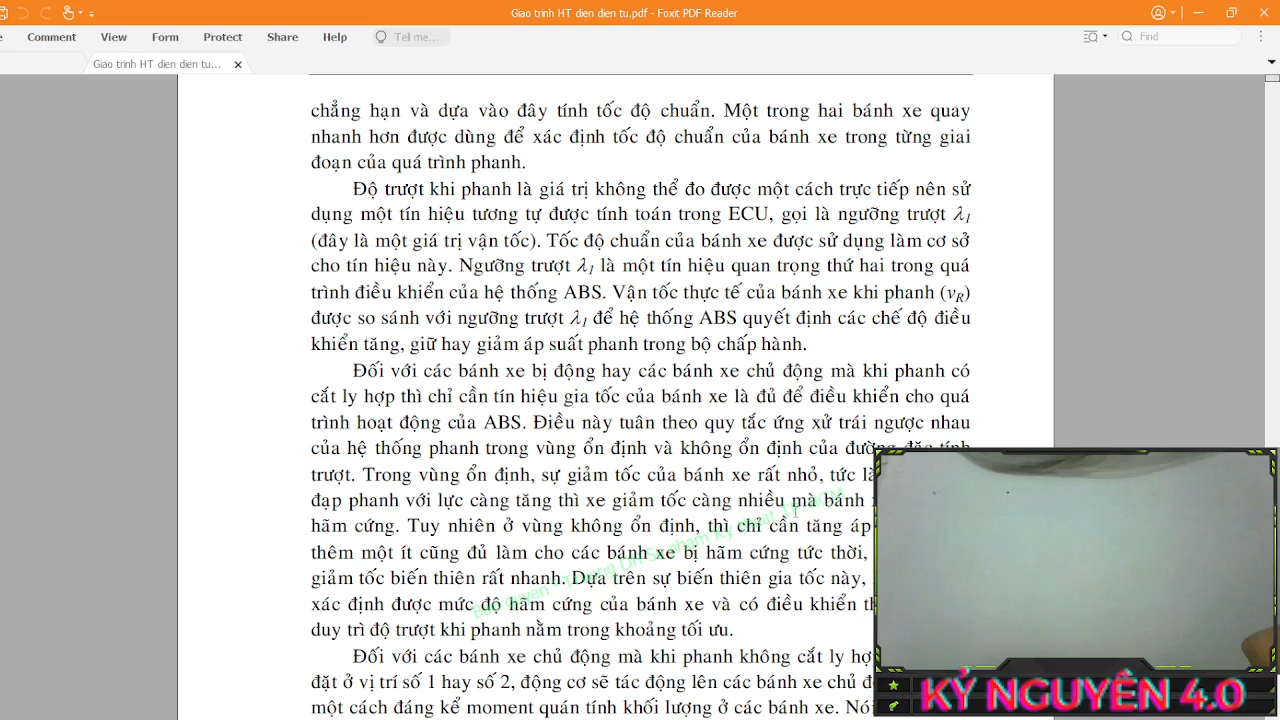 Giao trinh HT dien dien tu.pdf - Foxit PDF Reader
Comment View Form Protect Share Help Tell me... Find
Giao trinh HT dien dien tu...
chẳng hạn và dựa vào đây tính tốc độ chuẩn. Một trong hai bánh xe quay
nhanh hơn được dùng để xác định tốc độ chuẩn của bánh xe trong từng giai
đoạn của quá trình phanh.
Độ trượt khi phanh là giá trị không thể đo được một cách trực tiếp nên sử
dụng một tín hiệu tương tự được tính toán trong ECU, gọi là ngưỡng trượt λ1
(đây là một giá trị vận tốc). Tốc độ chuẩn của bánh xe được sử dụng làm cơ sở
cho tín hiệu này. Ngưỡng trượt λ1 là một tín hiệu quan trọng thứ hai trong quá
trình điều khiển của hệ thống ABS. Vận tốc thực tế của bánh xe khi phanh (vR)
được so sánh với ngưỡng trượt λ1 để hệ thống ABS quyết định các chế độ điều
khiển tăng, giữ hay giảm áp suất phanh trong bộ chấp hành.
Đối với các bánh xe bị động hay các bánh xe chủ động mà khi phanh có
cắt ly hợp thì chỉ cần tín hiệu gia tốc của bánh xe là đủ để điều khiển cho quá
trình hoạt động của ABS. Điều này tuân theo quy tắc ứng xử trái ngược nhau
của hệ thống phanh trong vùng ổn định và không ổn định của đường đặc tính
trượt. Trong vùng ổn định, sự giảm tốc của bánh xe rất nhỏ, tức
đạp phanh với lực càng tăng thì xe giảm tốc càng nhiều mà bánh
hãm cứng. Tuy nhiên ở vùng không ổn định, thì chỉ cần tăng áp
thêm một ít cũng đủ làm cho các bánh xe bị hãm cứng tức thời,
giảm tốc biến thiên rất nhanh. Dựa trên sự biến thiên gia tốc này,
xác định được mức độ hãm cứng của bánh xe và có điều khiển
duy trì độ trượt khi phanh nằm trong khoảng tối ưu.
Đối với các bánh xe chủ động mà khi phanh không cắt ly
đặt ở vị trí số 1 hay số 2, động cơ sẽ tác động lên các bánh xe chủ
một cách đáng kể moment quán tính khối lượng ở các bánh xe. Nói
KỶ NGUYÊN 4.0